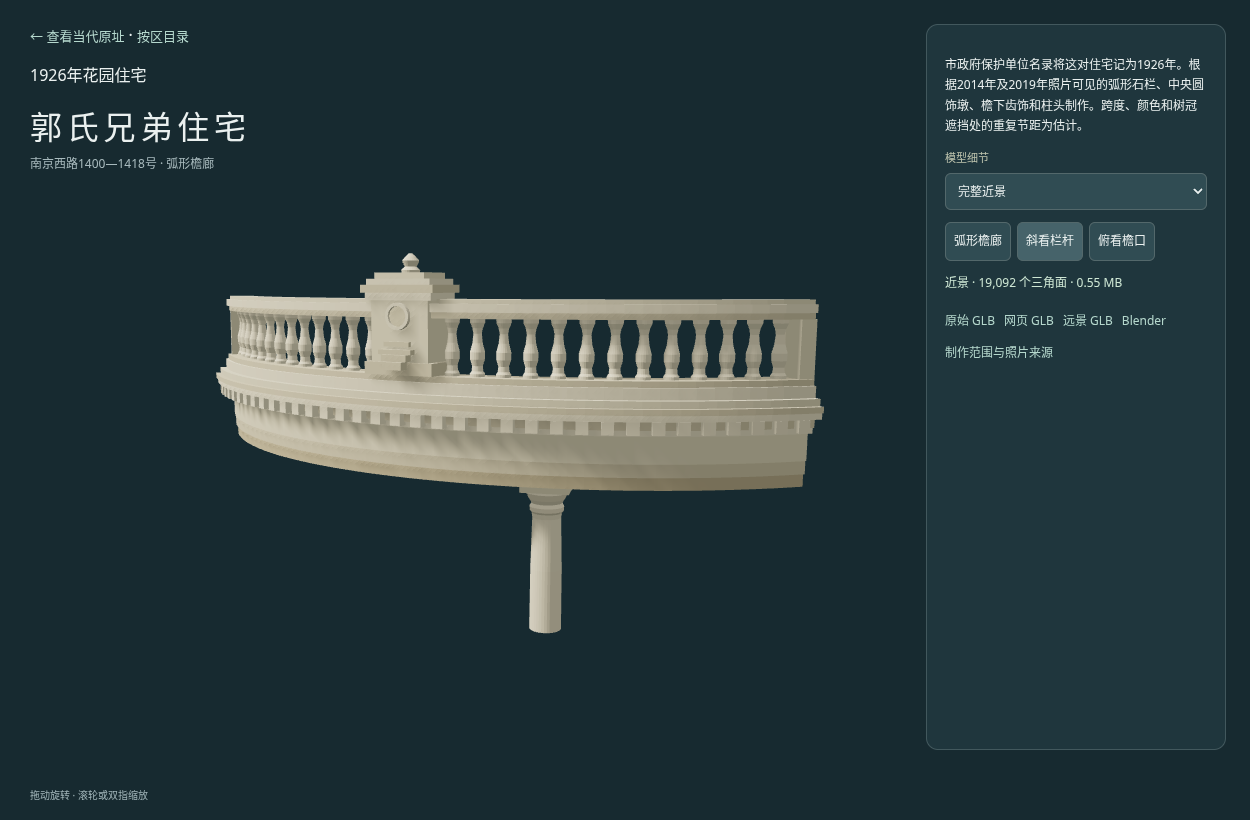 ← 查看当代原址 · 按区目录
1926年花园住宅
郭氏兄弟住宅
南京西路1400—1418号 · 弧形檐廊
市政府保护单位名录将这对住宅记为1926年。根
据2014年及2019年照片可见的弧形石栏、中央圆
饰墩、檐下齿饰和柱头制作。跨度、颜色和树冠
遮挡处的重复节距为估计。
模型细节
完整近景
弧形檐廊 斜看栏杆 俯看檐口
近景 · 19,092 个三角面 · 0.55 MB
原始 GLB 网页 GLB 远景 GLB Blender
制作范围与照片来源
拖动旋转 · 滚轮或双指缩放